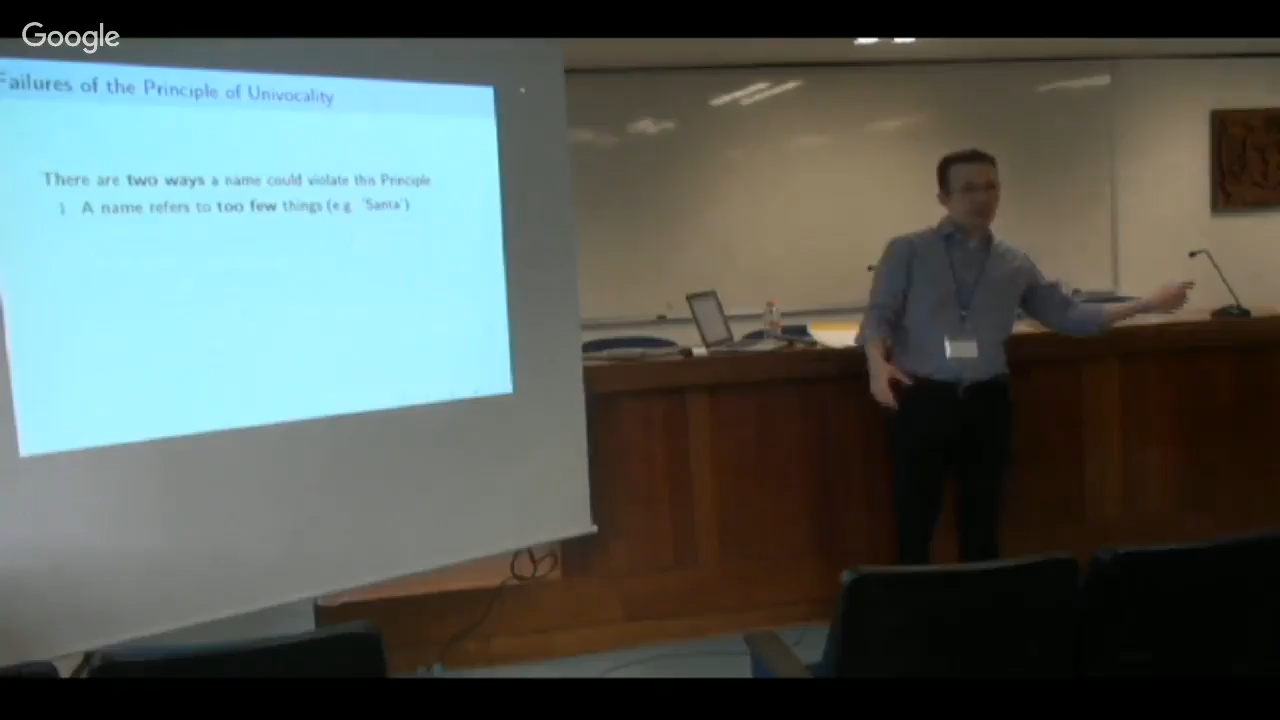 Google
Failures of the Principle of Univocality
There are two ways a name could violate this Principle
1 A name refers to too few things (e.g. 'Santa')